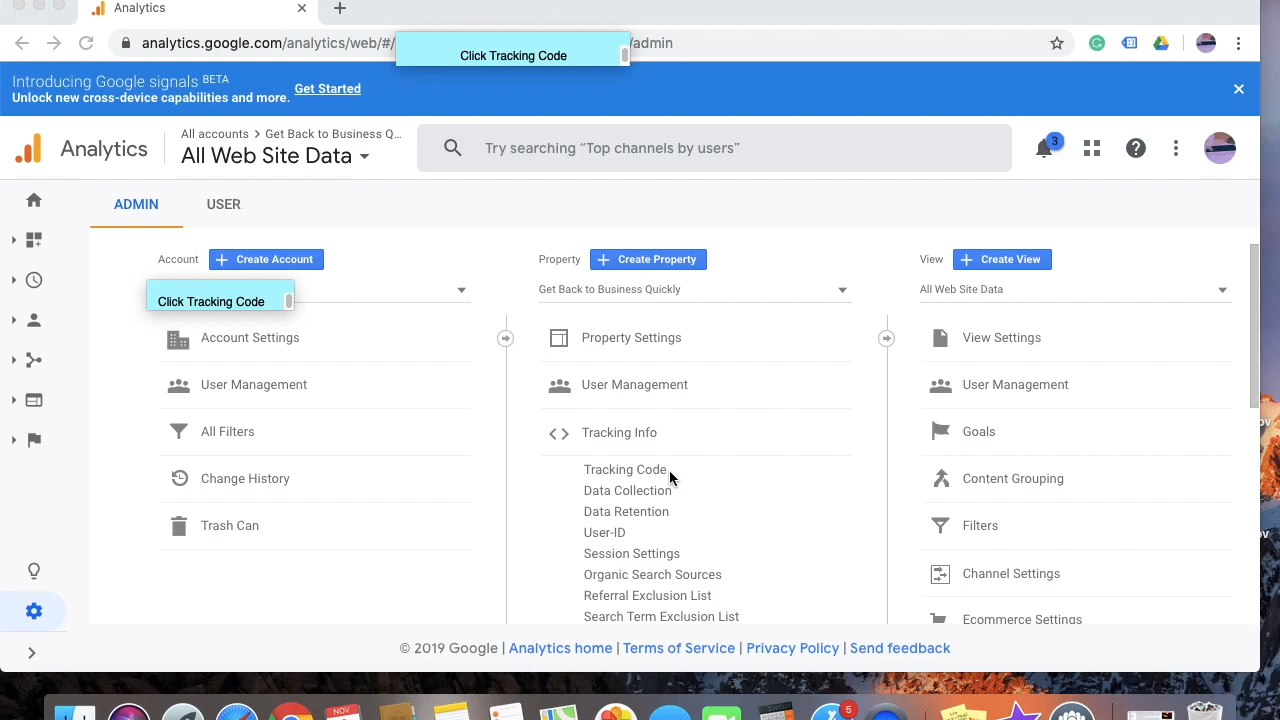 Analytics
analytics.google.com/analytics/web/#/
/admin
Click Tracking Code
Introducing Google signals BETA
Unlock new cross-device capabilities and more. Get Started
Analytics
All accounts > Get Back to Business Q...
All Web Site Data
Try searching “Top channels by users”
3
ADMIN
USER
Account
Create Account
Click Tracking Code
Account Settings
User Management
All Filters
Change History
Trash Can
Property
Create Property
Get Back to Business Quickly
Property Settings
User Management
Tracking Info
Tracking Code
Data Collection
Data Retention
User-ID
Session Settings
Organic Search Sources
Referral Exclusion List
Search Term Exclusion List
View
Create View
All Web Site Data
View Settings
User Management
Goals
Content Grouping
Filters
Channel Settings
Ecommerce Settings
© 2019 Google | Analytics home | Terms of Service | Privacy Policy | Send feedback
NOV
5